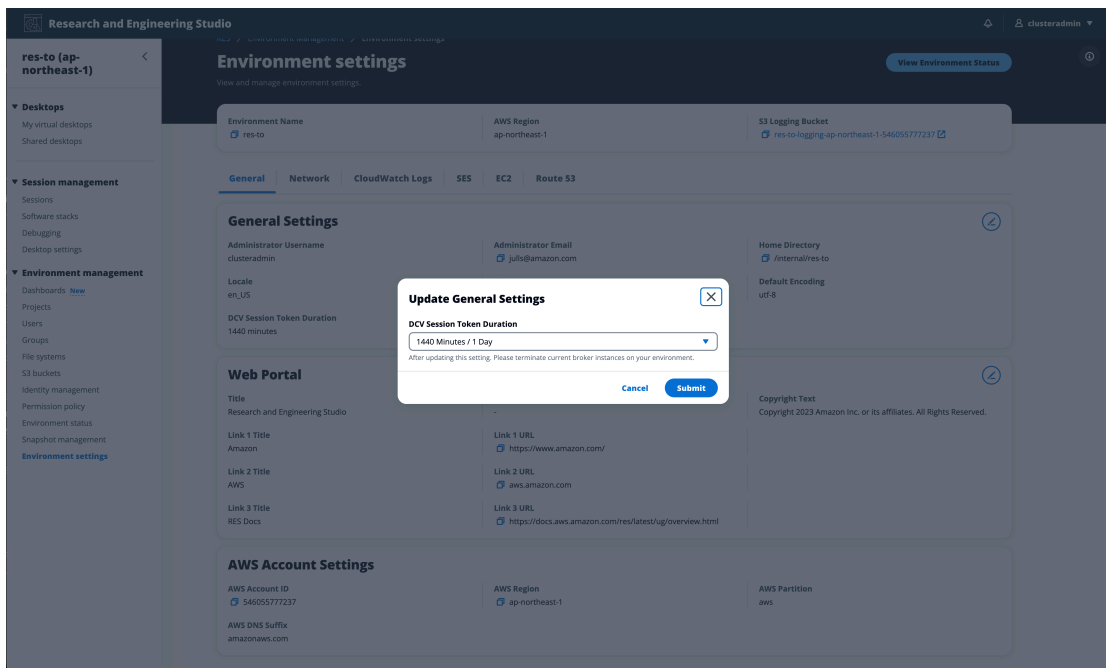 Research and Engineering Studio
clusteradmin
res-to (ap-
northeast-1)
Desktops
My virtual desktops
Shared desktops
Session management
Sessions
Software stacks
Debugging
Desktop settings
Environment management
Dashboards New
Projects
Users
Groups
File systems
S3 buckets
Identity management
Permission policy
Environment status
Snapshot management
Environment settings
RES > Environment Management > Environment settings
Environment settings
View and manage environment settings.
View Environment Status
Environment Name
res-to
AWS Region
ap-northeast-1
S3 Logging Bucket
res-to-logging-ap-northeast-1-546055777237
General Network CloudWatch Logs SES EC2 Route 53
General Settings
Administrator Username
clusteradmin
Administrator Email
julls@amazon.com
Home Directory
/internal/res-to
Locale
en_US
Default Encoding
utf-8
DCV Session Token Duration
1440 minutes
Update General Settings
DCV Session Token Duration
1440 Minutes / 1 Day
After updating this setting. Please terminate current broker instances on your environment.
Cancel Submit
Web Portal
Title
Research and Engineering Studio
-
Copyright Text
Copyright 2023 Amazon Inc. or its affiliates. All Rights Reserved.
Link 1 Title
Amazon
Link 1 URL
https://www.amazon.com/
Link 2 Title
AWS
Link 2 URL
aws.amazon.com
Link 3 Title
RES Docs
Link 3 URL
https://docs.aws.amazon.com/res/latest/ug/overview.html
AWS Account Settings
AWS Account ID
546055777237
AWS Region
ap-northeast-1
AWS Partition
aws
AWS DNS Suffix
amazonaws.com